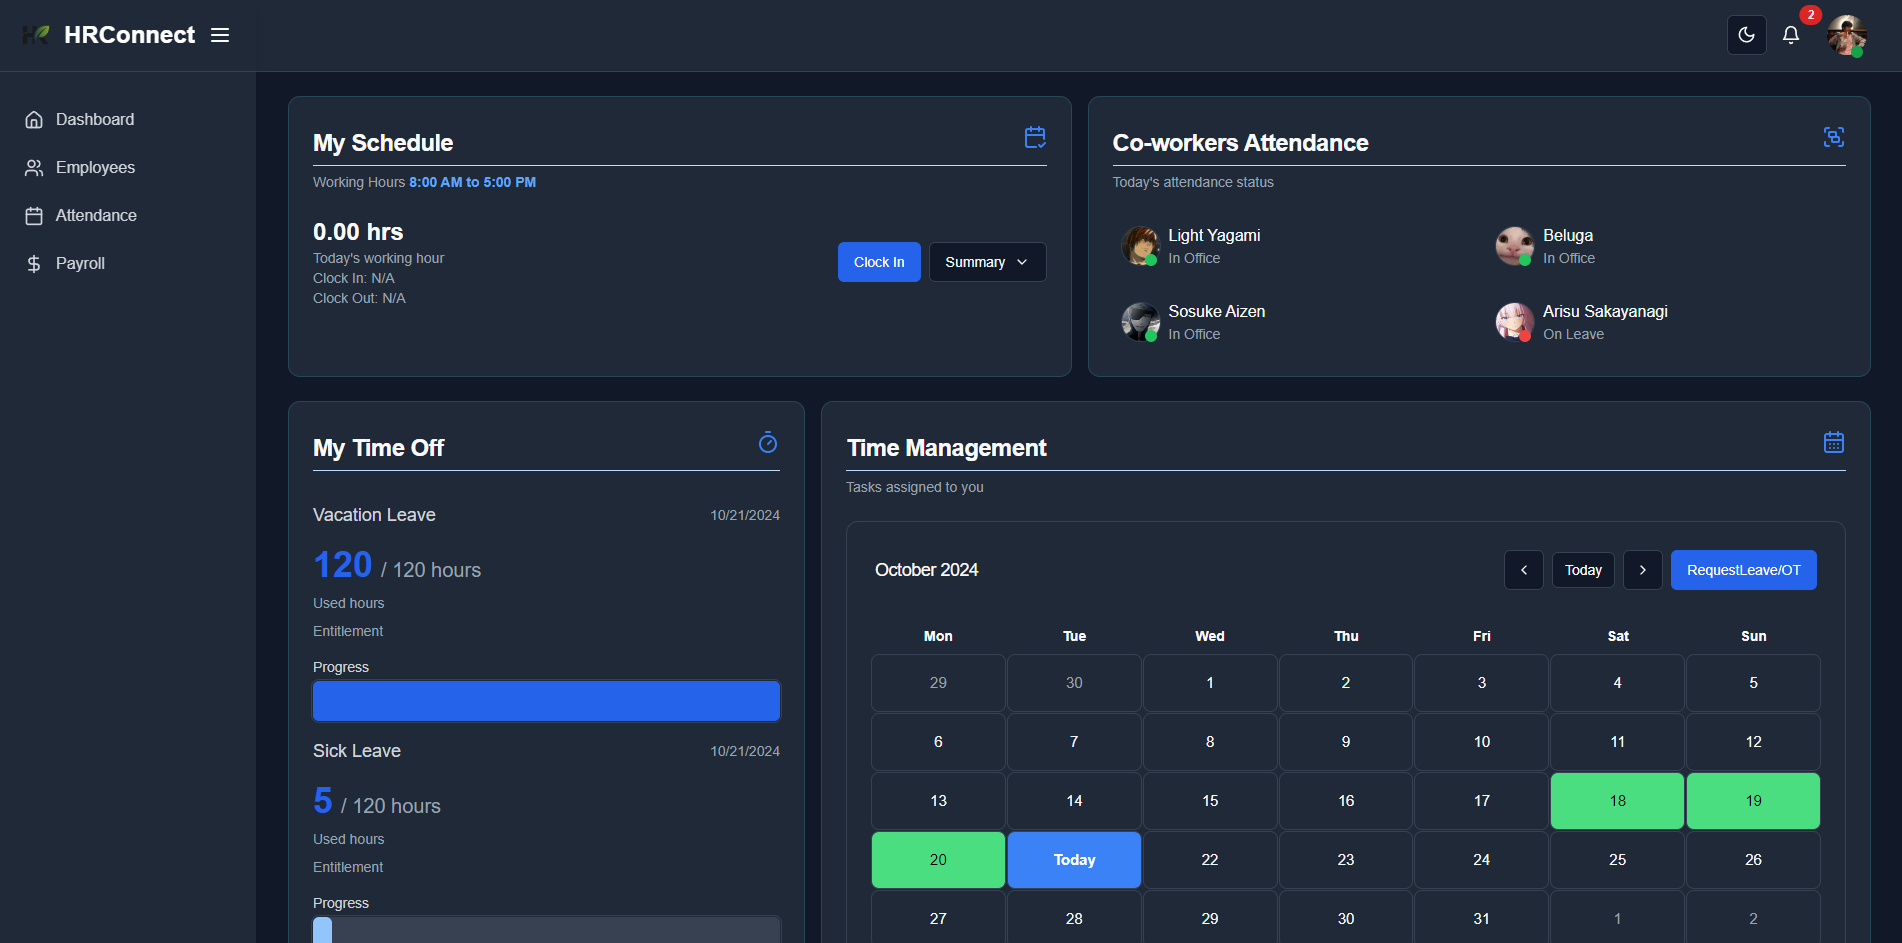 HR HRConnect
2
Dashboard
Employees
Attendance
Payroll
My Schedule
Working Hours 8:00 AM to 5:00 PM
0.00 hrs
Today's working hour
Clock In: N/A
Clock Out: N/A
Clock In
Summary
Co-workers Attendance
Today's attendance status
Light Yagami
In Office
Beluga
In Office
Sosuke Aizen
In Office
Arisu Sakayanagi
On Leave
My Time Off
Vacation Leave 10/21/2024
120 / 120 hours
Used hours
Entitlement
Progress
Sick Leave 10/21/2024
5 / 120 hours
Used hours
Entitlement
Progress
Time Management
Tasks assigned to you
October 2024
Today
RequestLeave/OT
Mon Tue Wed Thu Fri Sat Sun
29 30 1 2 3 4 5
6 7 8 9 10 11 12
13 14 15 16 17 18 19
20 Today 22 23 24 25 26
27 28 29 30 31 1 2